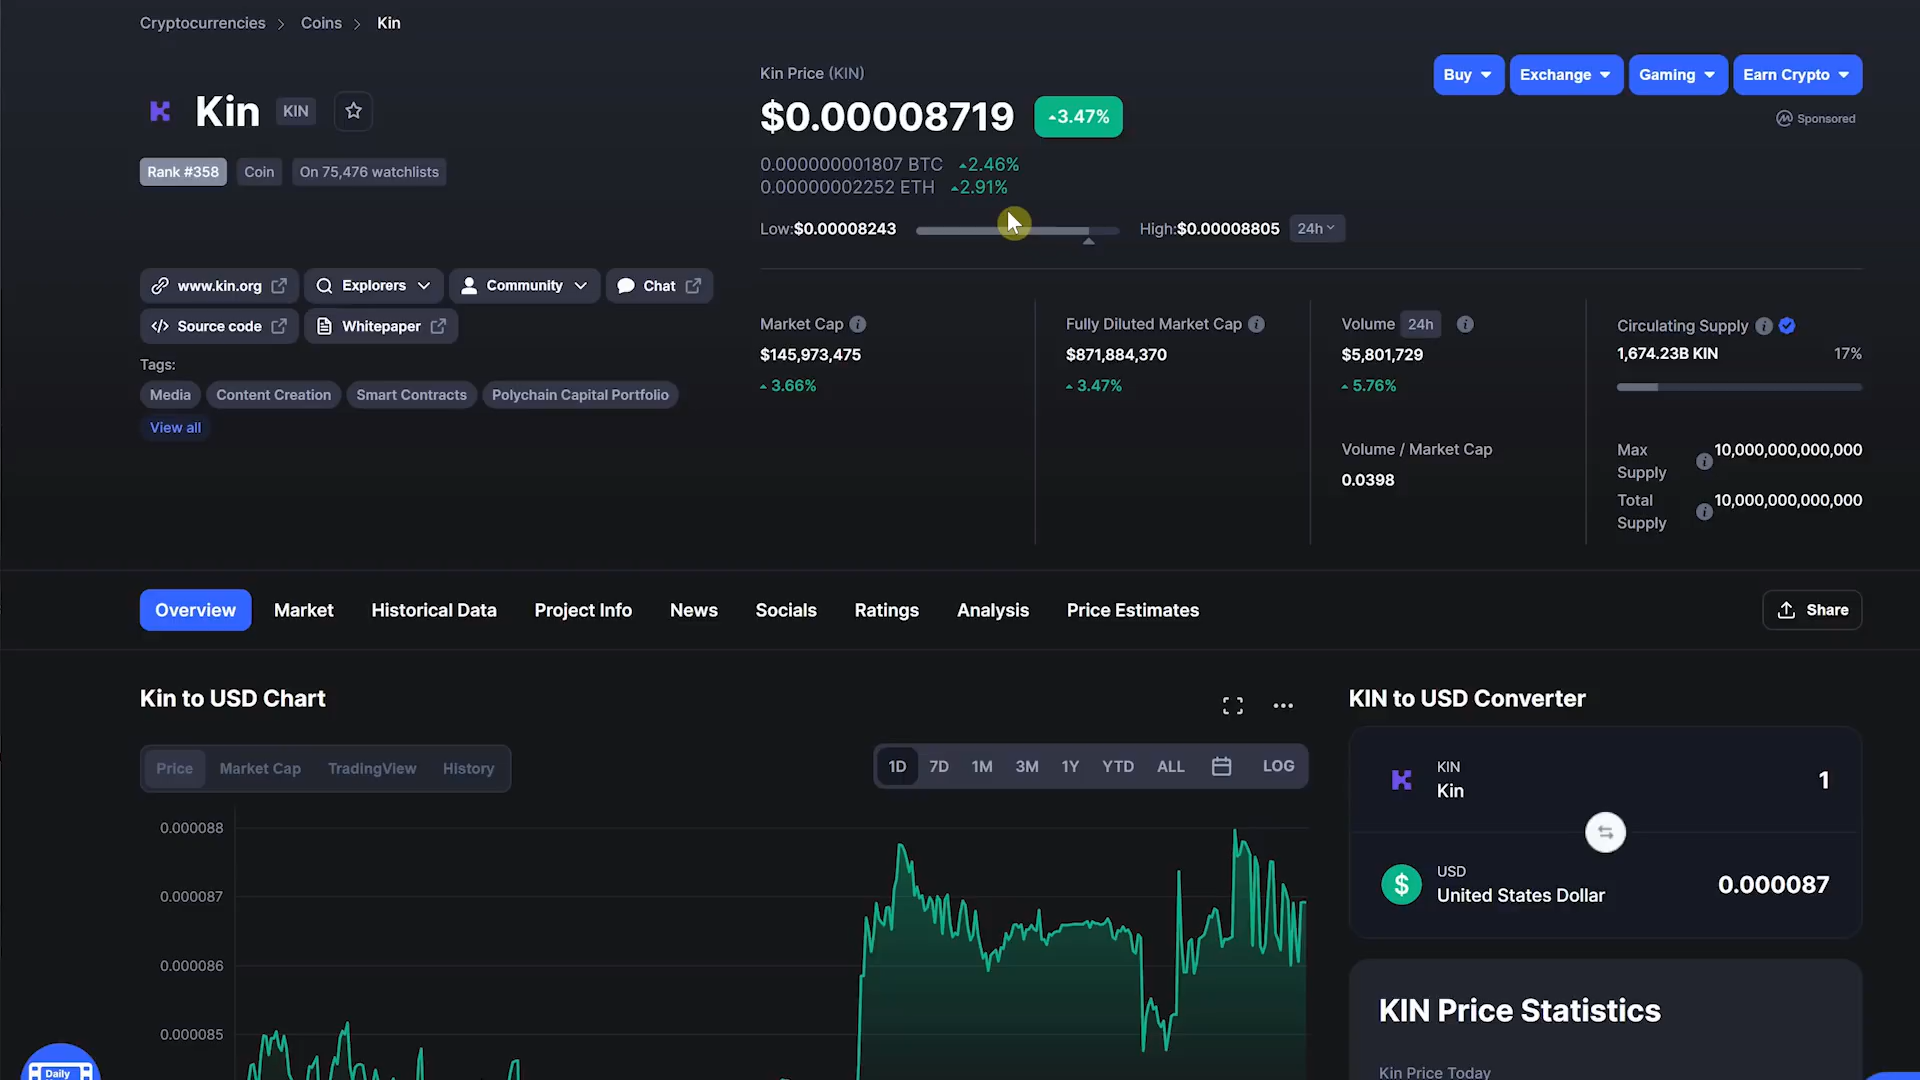 Cryptocurrencies > Coins > Kin
Kin KIN
Rank #358 Coin On 75,476 watchlists
www.kin.org Explorers Community Chat
Source code Whitepaper
Tags:
Media Content Creation Smart Contracts Polychain Capital Portfolio
View all
Kin Price (KIN)
$0.00008719 3.47%
0.000000001807 BTC 2.46%
0.00000002252 ETH 2.91%
Low:$0.00008243 High:$0.00008805 24h
Buy Exchange Gaming Earn Crypto
Sponsored
Market Cap
$145,973,475
3.66%
Fully Diluted Market Cap
$871,884,370
3.47%
Volume 24h
$5,801,729
5.76%
Volume / Market Cap
0.0398
Circulating Supply
1,674.23B KIN 17%
Max Supply 10,000,000,000,000
Total Supply 10,000,000,000,000
Overview Market Historical Data Project Info News Socials Ratings Analysis Price Estimates Share
Kin to USD Chart
Price Market Cap TradingView History
1D 7D 1M 3M 1Y YTD ALL LOG
0.000088
0.000087
0.000086
0.000085
KIN to USD Converter
KIN
Kin 1
USD
United States Dollar 0.000087
KIN Price Statistics
Kin Price Today
Daily